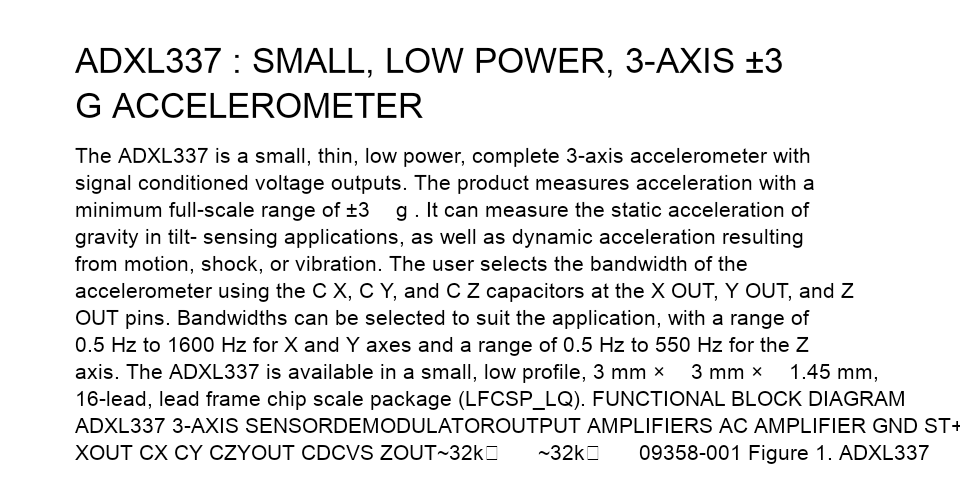 ADXL337 : SMALL, LOW POWER, 3-AXIS ±3
G ACCELEROMETER
The ADXL337 is a small, thin, low power, complete 3-axis accelerometer with
signal conditioned voltage outputs. The product measures acceleration with a
minimum full-scale range of ±3 g . It can measure the static acceleration of
gravity in tilt- sensing applications, as well as dynamic acceleration resulting
from motion, shock, or vibration. The user selects the bandwidth of the
accelerometer using the C X, C Y, and C Z capacitors at the X OUT, Y OUT, and Z
OUT pins. Bandwidths can be selected to suit the application, with a range of
0.5 Hz to 1600 Hz for X and Y axes and a range of 0.5 Hz to 550 Hz for the Z
axis. The ADXL337 is available in a small, low profile, 3 mm × 3 mm × 1.45 mm,
16-lead, lead frame chip scale package (LFCSP_LQ). FUNCTIONAL BLOCK DIAGRAM
ADXL337 3-AXIS SENSORDEMODULATOROUTPUT AMPLIFIERS AC AMPLIFIER GND ST+
XOUT CX CY CZYOUT CDCVS ZOUT~32k□ ~32k□ 09358-001 Figure 1. ADXL337